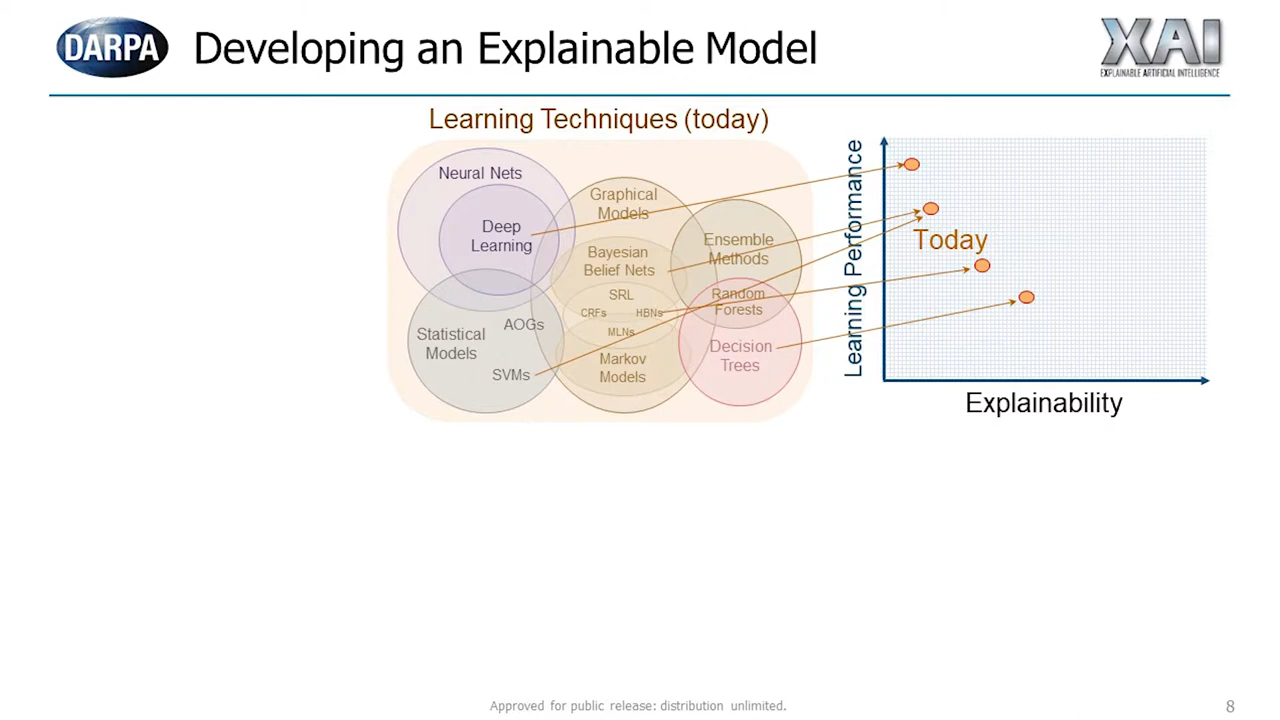 DARPA
Developing an Explainable Model
XAI
EXPLAINABLE ARTIFICIAL INTELLIGENCE
Learning Techniques (today)
Neural Nets
Deep
Learning
Graphical
Models
Bayesian
Belief Nets
SRL
CRFs
HBNs
MLNs
Markov
Models
Ensemble
Methods
Random
Forests
Decision
Trees
Statistical
Models
AOGs
SVMs
Learning Performance
Today
Explainability
Approved for public release: distribution unlimited.
8